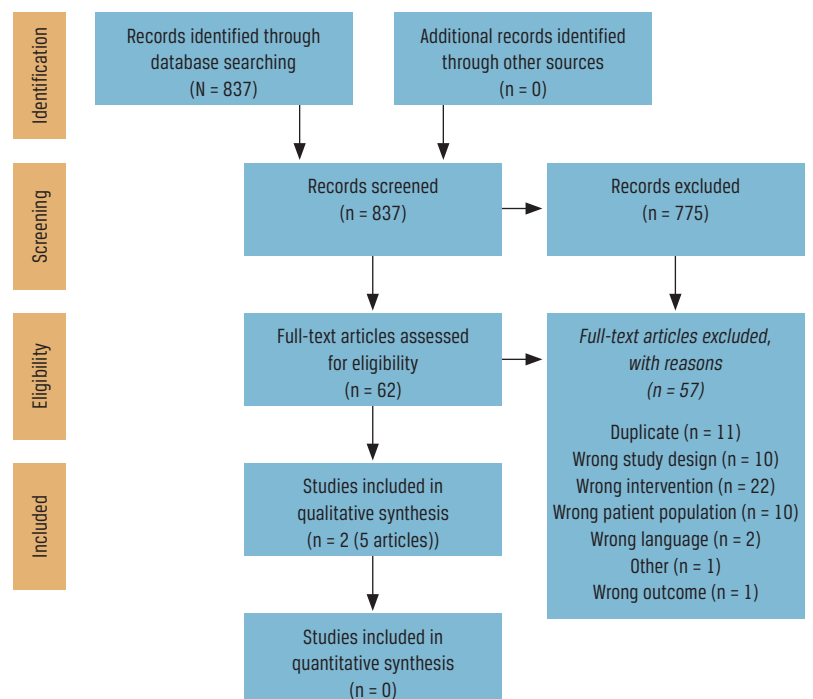 Identification
Records identified through
database searching
(N = 837)
Additional records identified
through other sources
(n = 0)
Screening
Records screened
(n = 837)
Records excluded
(n = 775)
Eligibility
Full-text articles assessed
for eligibility
(n = 62)
Full-text articles excluded,
with reasons
(n = 57)
Duplicate (n = 11)
Wrong study design (n = 10)
Wrong intervention (n = 22)
Wrong patient population (n = 10)
Wrong language (n = 2)
Other (n = 1)
Wrong outcome (n = 1)
Included
Studies included in
qualitative synthesis
n = 2 (5 articles))
Studies included in
quantitative synthesis
(n = 0)